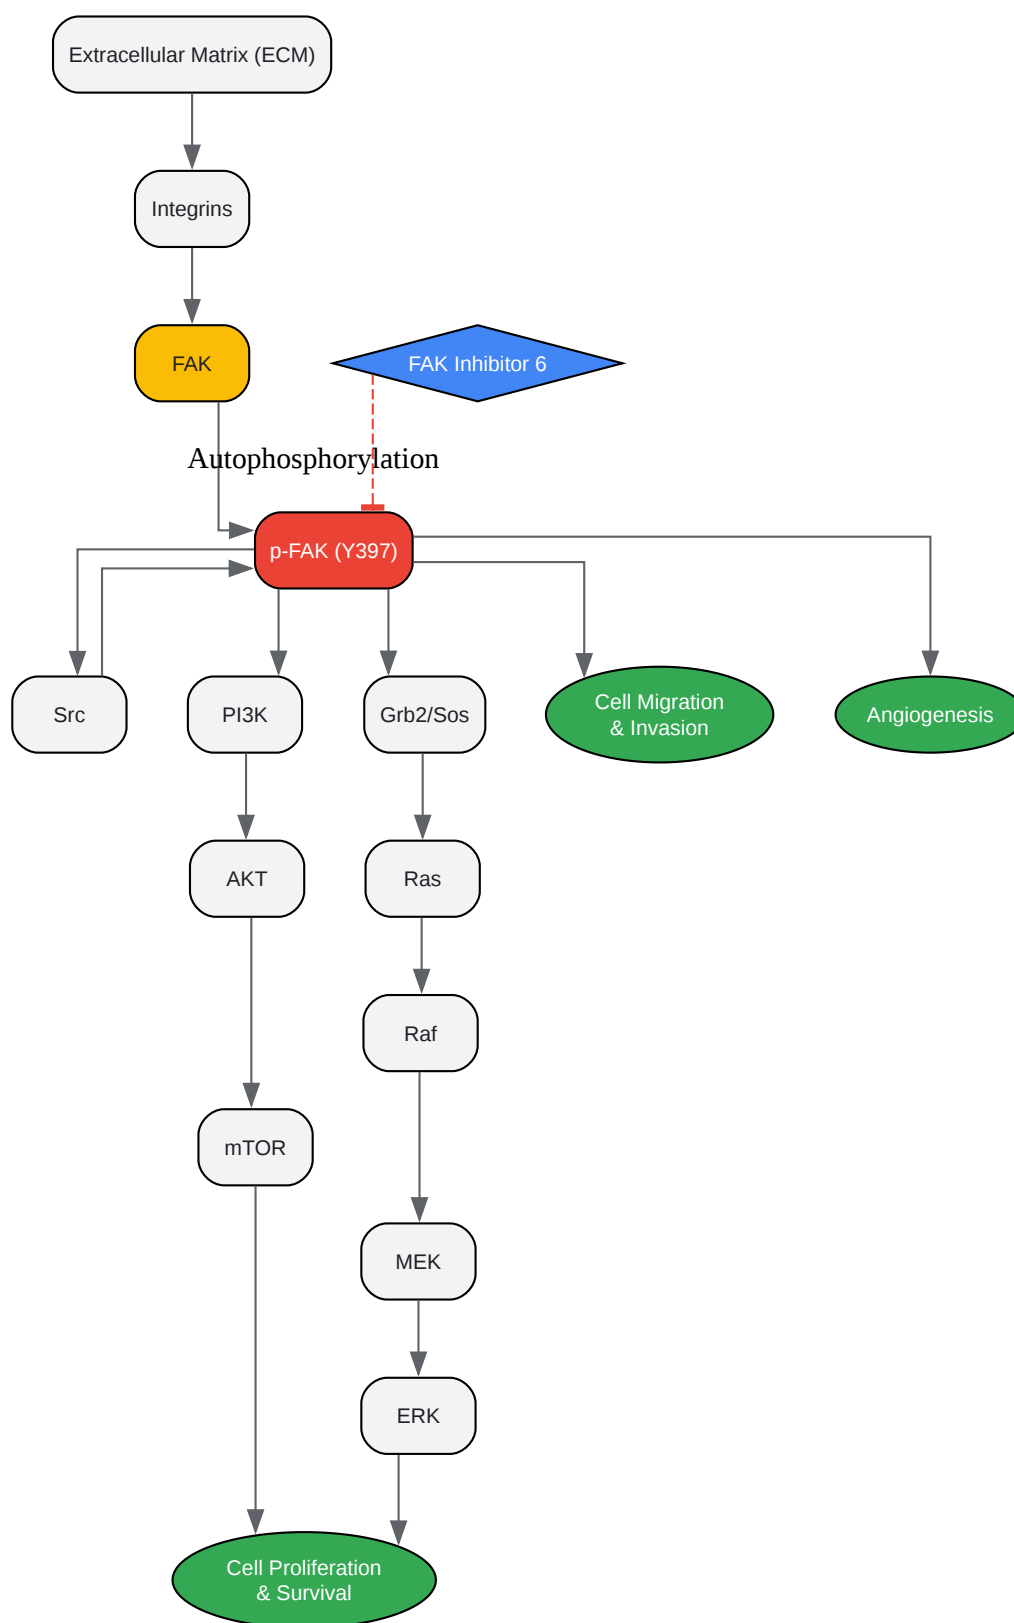 Extracellular Matrix (ECM)
Integrins
FAK
FAK Inhibitor 6
Autophosphorylation
p-FAK (Y397)
Src
PI3K
Grb2/Sos
Cell Migration
& Invasion
Angiogenesis
AKT
Ras
Raf
mTOR
MEK
ERK
Cell Proliferation
& Survival